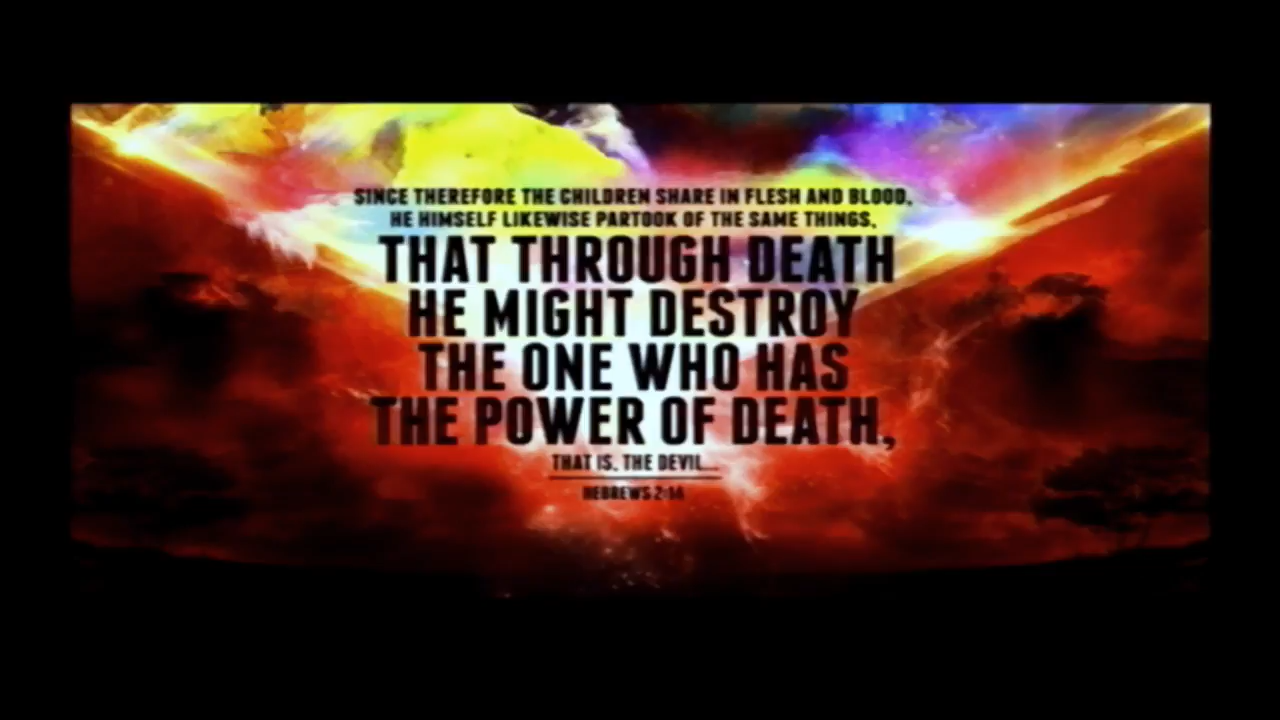 SINCE THEREFORE THE CHILDREN SHARE IN FLESH AND BLOOD,
HE HIMSELF LIKEWISE PARTOOK OF THE SAME THINGS,
THAT THROUGH DEATH
HE MIGHT DESTROY
THE ONE WHO HAS
THE POWER OF DEATH,
THAT IS, THE DEVIL...
HEBREWS 2:14